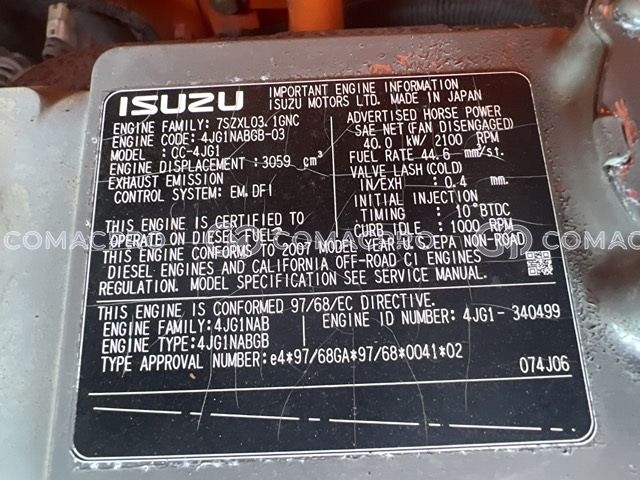 ISUZU
IMPORTANT ENGINE INFORMATION
ISUZU MOTORS LTD. MADE IN JAPAN
ENGINE FAMILY: 7SZXL03.1GNC
ENGINE CODE: 4JG1NABGB-03
MODEL : CC-4JG1
ENGINE DISPLACEMENT :3059 cm³
EXHAUST EMISSION
CONTROL SYSTEM: EM, DFI
ADVERTISED HORSE POWER
SAE NET (FAN DISENGAGED)
40.0 kW/ 2100 RPM
FUEL RATE 44.6 mm³/st.
VALVE LASH (COLD)
IN/EXH : 0.4 mm.
INITIAL INJECTION
TIMING : 10° BTDC
CURB IDLE : 1000 RPM
THIS ENGINE IS CERTIFIED TO
OPERATE ON DIESEL FUEL.
THIS ENGINE CONFORMS TO 2007 MODEL YEAR U.S.EPA NON-ROAD
DIESEL ENGINES AND CALIFORNIA OFF-ROAD CI ENGINES
REGULATION. MODEL SPECIFICATION SEE SERVICE MANUAL.
THIS ENGINE IS CONFORMED 97/68/EC DIRECTIVE.
ENGINE FAMILY:4JG1NAB
ENGINE ID NUMBER: 4JG1- 340499
ENGINE TYPE:4JG1NABGB
TYPE APPROVAL NUMBER:e4*97/68GA*97/68*0041*02
074J06
COMACPRO
COMACPRO